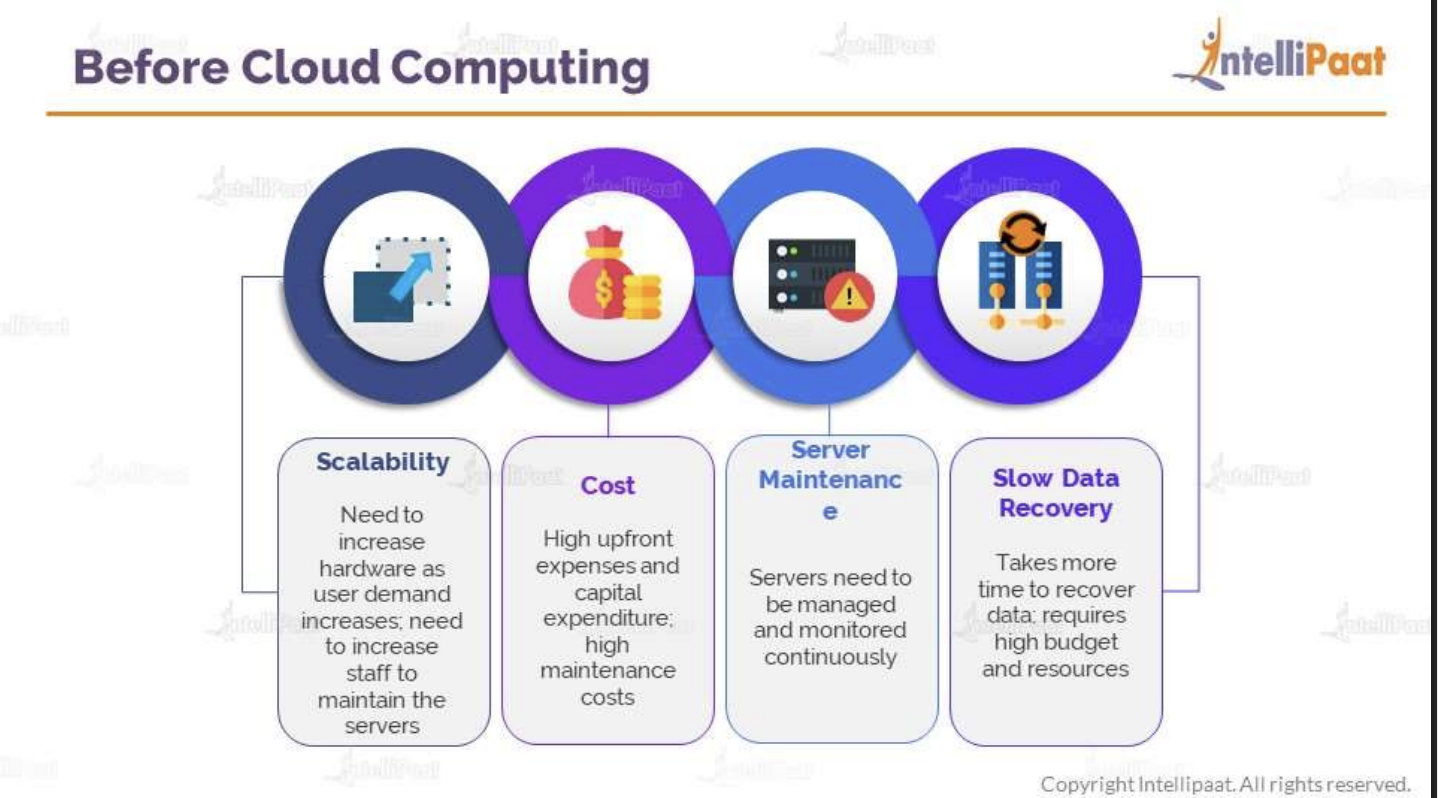 Before Cloud Computing
IntelliPaat
Scalability
Need to
increase
hardware as
user demand
increases; need
to increase
staff to
maintain the
servers
Cost
High upfront
expenses and
capital
expenditure;
high
maintenance
costs
Server
Maintenanc
e
Servers need to
be managed
and monitored
continuously
Slow Data
Recovery
Takes more
time to recover
data; requires
high budget
and resources
Copyright Intellipaat. All rights reserved.